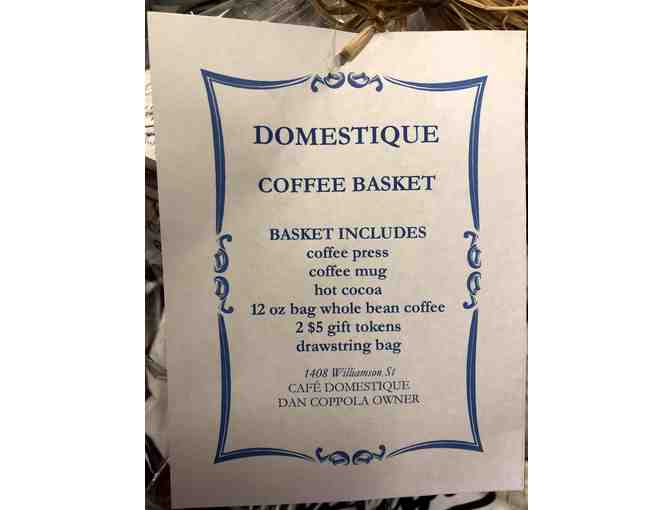 DOMESTIQUE
COFFEE BASKET
BASKET INCLUDES
coffee press
coffee mug
hot cocoa
12 oz bag whole bean coffee
2 $5 gift tokens
drawstring bag
1408 Williamson St
CAFÉ DOMESTIQUE
DAN COPPOLA OWNER